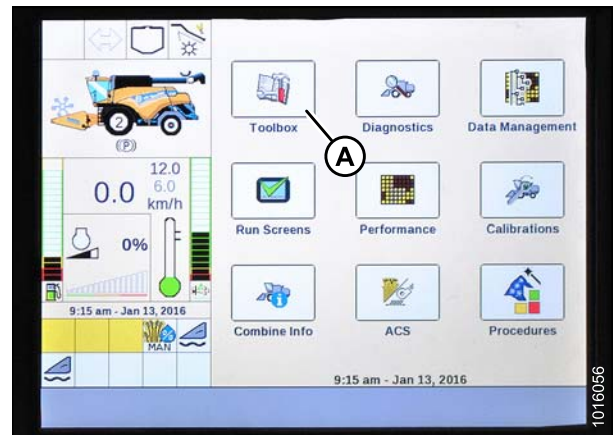 2
(P)
12.0
6.0
0.0 km/h
0%
9:15 am - Jan 13, 2016
MAN
Toolbox
Diagnostics
Data Management
A
Run Screens
Performance
Calibrations
Combine Info
ACS
Procedures
9:15 am - Jan 13, 2016
1016056